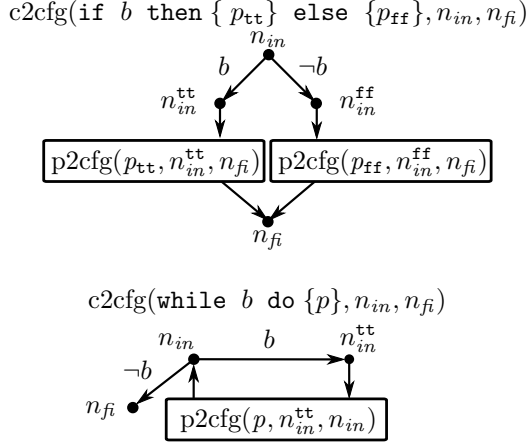 c2cfg(if b then { p_tt} else {p_ff}, n_in, n_fi)
n_in
b ¬b
n_in^tt n_in^ff
p2cfg(p_tt, n_in^tt, n_fi) p2cfg(p_ff, n_in^ff, n_fi)
n_fi
c2cfg(while b do {p}, n_in, n_fi)
n_in b n_in^tt
¬b
n_fi
p2cfg(p, n_in^tt, n_in)